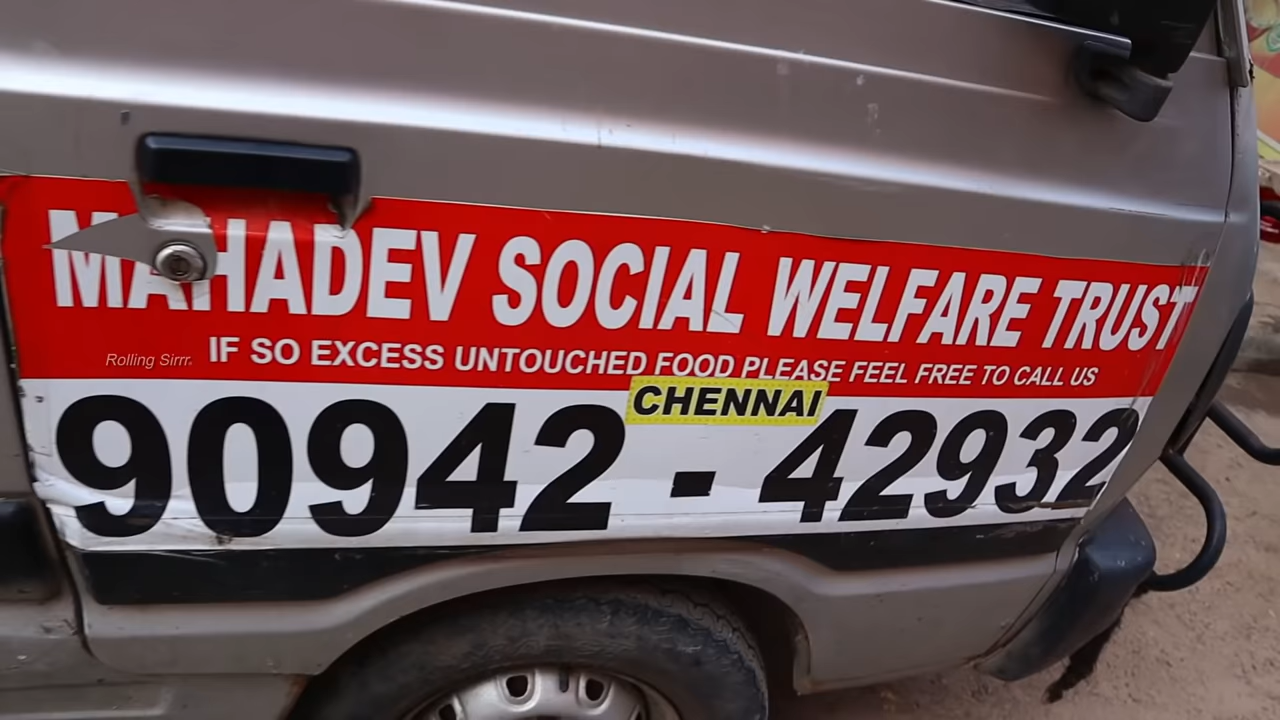 MAHADEV SOCIAL WELFARE TRUST
Rolling Sirrr.
IF SO EXCESS UNTOUCHED FOOD PLEASE FEEL FREE TO CALL US
CHENNAI
90942 - 42932